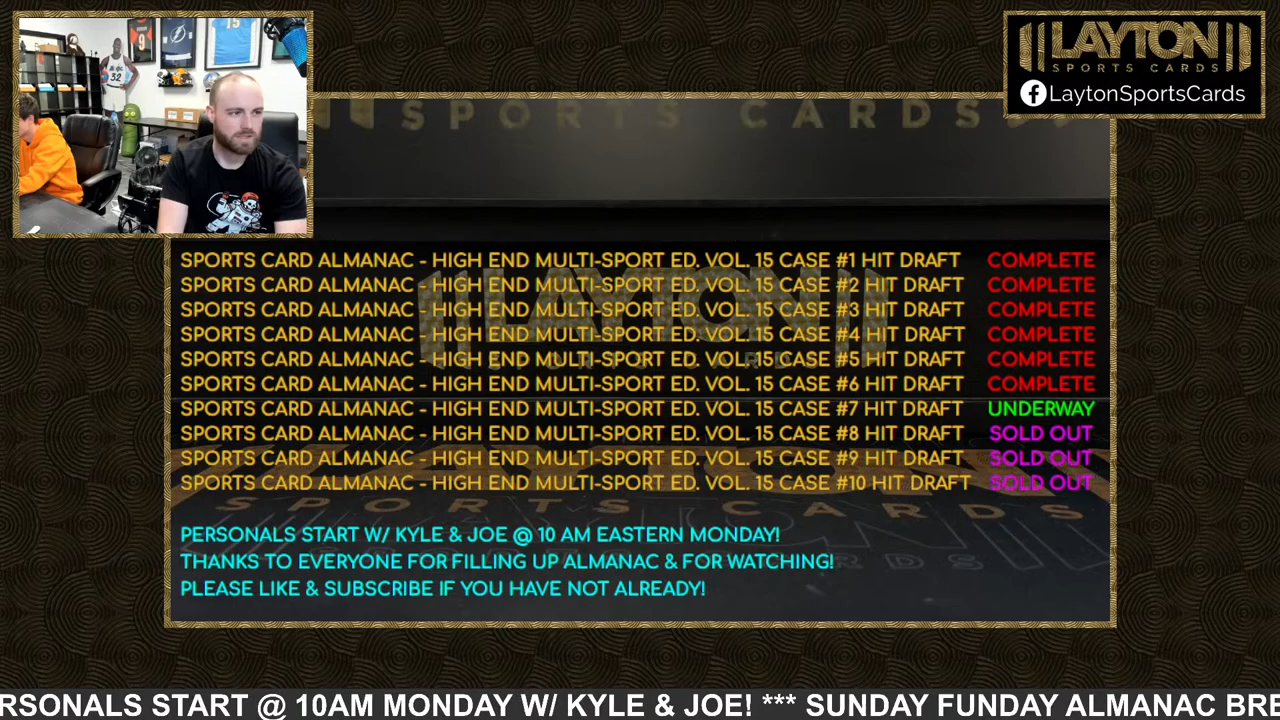 15
9
32
LAYTON
SPORTS CARDS
LaytonSportsCards
SPORTS CARDS
SPORTS CARD ALMANAC - HIGH END MULTI-SPORT ED. VOL. 15 CASE #1 HIT DRAFT COMPLETE
SPORTS CARD ALMANAC - HIGH END MULTI-SPORT ED. VOL. 15 CASE #2 HIT DRAFT COMPLETE
SPORTS CARD ALMANAC - HIGH END MULTI-SPORT ED. VOL. 15 CASE #3 HIT DRAFT COMPLETE
SPORTS CARD ALMANAC - HIGH END MULTI-SPORT ED. VOL. 15 CASE #4 HIT DRAFT COMPLETE
SPORTS CARD ALMANAC - HIGH END MULTI-SPORT ED. VOL. 15 CASE #5 HIT DRAFT COMPLETE
SPORTS CARD ALMANAC - HIGH END MULTI-SPORT ED. VOL. 15 CASE #6 HIT DRAFT COMPLETE
SPORTS CARD ALMANAC - HIGH END MULTI-SPORT ED. VOL. 15 CASE #7 HIT DRAFT UNDERWAY
SPORTS CARD ALMANAC - HIGH END MULTI-SPORT ED. VOL. 15 CASE #8 HIT DRAFT SOLD OUT
SPORTS CARD ALMANAC - HIGH END MULTI-SPORT ED. VOL. 15 CASE #9 HIT DRAFT SOLD OUT
SPORTS CARD ALMANAC - HIGH END MULTI-SPORT ED. VOL. 15 CASE #10 HIT DRAFT SOLD OUT
SPORTS CARDS
PERSONALS START W/ KYLE & JOE @ 10 AM EASTERN MONDAY!
THANKS TO EVERYONE FOR FILLING UP ALMANAC & FOR WATCHING!
PLEASE LIKE & SUBSCRIBE IF YOU HAVE NOT ALREADY!
RSONALS START @ 10AM MONDAY W/ KYLE & JOE! *** SUNDAY FUNDAY ALMANAC BRE